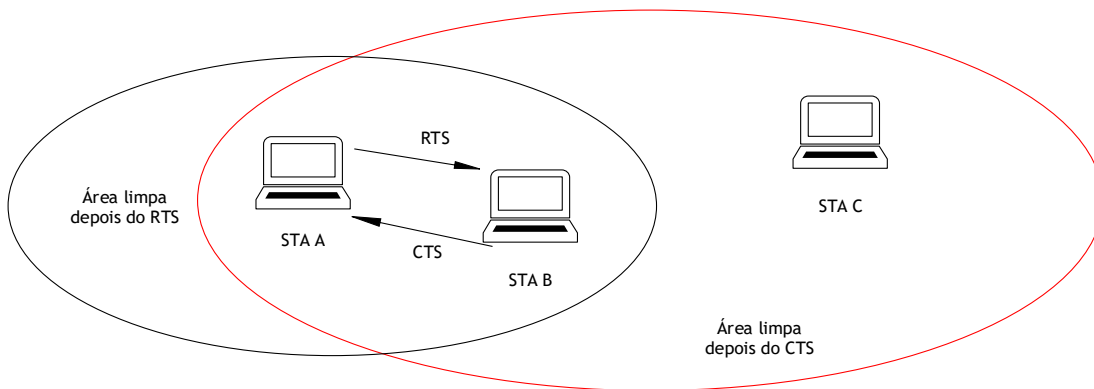 RTS
Área limpa
depois do RTS
STA A
CTS
STA B
STA C
Área limpa
depois do CTS